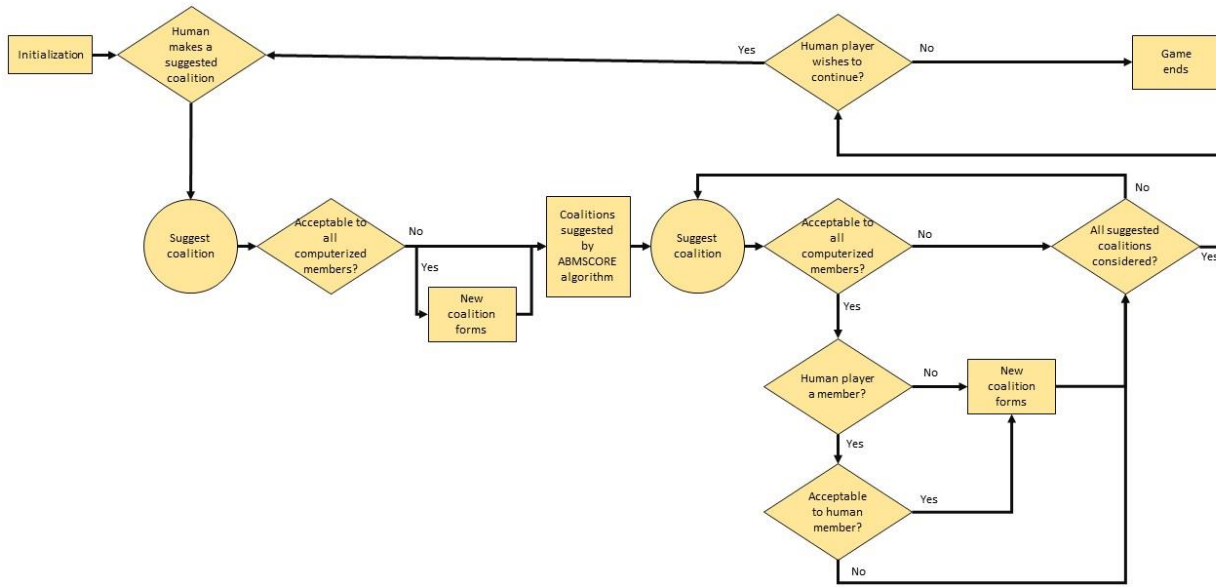 Initialization
Human
makes a
suggested
coalition
Yes
Human player
wishes to
continue?
No
Game
ends
Suggest
coalition
Acceptable to
all
computerized
members?
No
Yes
New
coalition
forms
Coalitions
suggested
by
ABMSCORE
algorithm
Suggest
coalition
Acceptable to
all
computerized
members?
No
No
All suggested
coalitions
considered?
Yes
Yes
Human player
a member?
No
New
coalition
forms
Yes
Acceptable
to human
member?
Yes
No